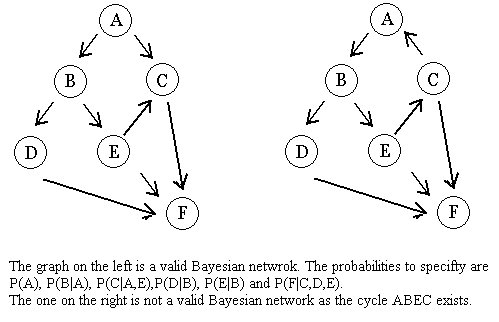 A A
B C B C
D E D E
F F
The graph on the left is a valid Bayesian netwrok. The probabilities to specifty are
P(A), P(B|A), P(C|A,E),P(D|B), P(E|B) and P(F|C,D,E).
The one on the right is not a valid Bayesian network as the cycle ABEC exists.